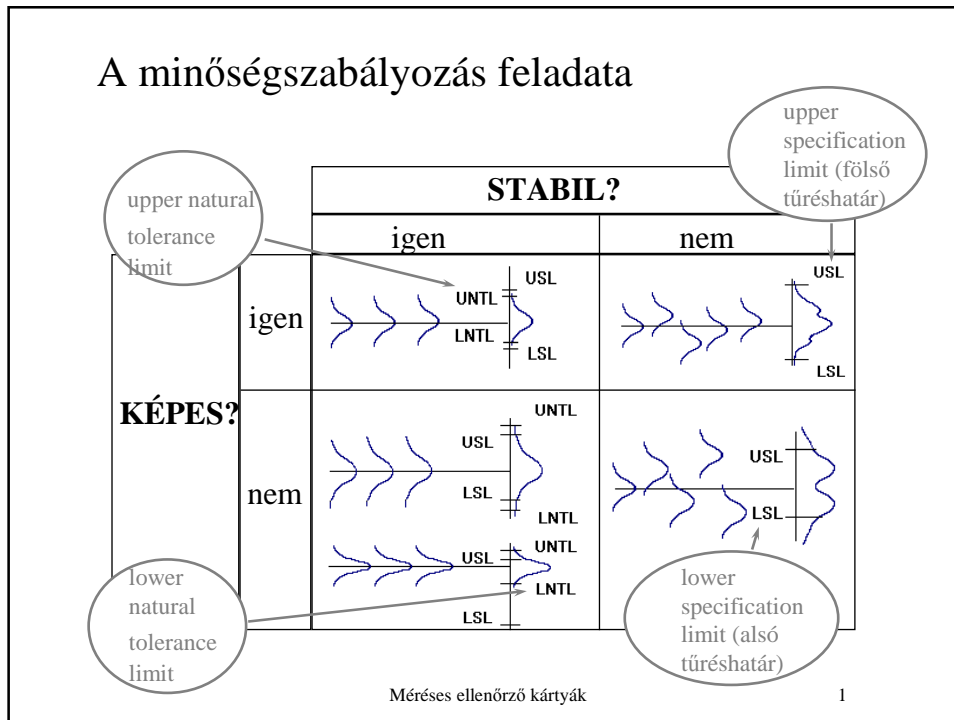 A minőségszabályozás feladata
upper natural
tolerance
limit
upper
specification
limit (fölső
tűréshatár)
STABIL?
igen
nem
KÉPES?
igen
USL
UNTL
LNTL
LSL
USL
LSL
nem
UNTL
USL
LSL
LNTL
UNTL
USL
LNTL
LSL
USL
LSL
lower
natural
tolerance
limit
lower
specification
limit (alsó
tűréshatár)
Méréses ellenőrző kártyák
1